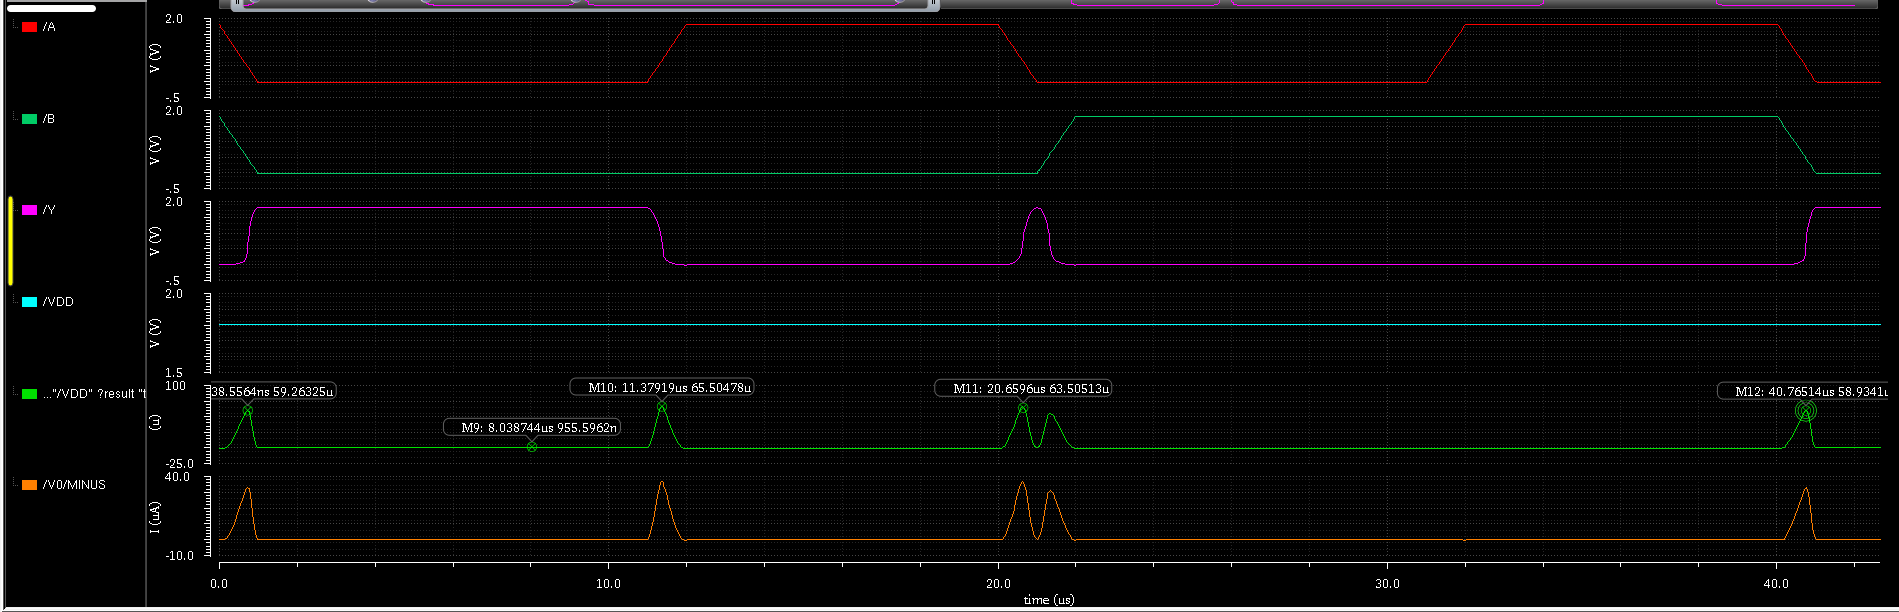 /A
2.0
V (V)
-.5
/B
2.0
V (V)
-.5
/Y
2.0
V (V)
-.5
/VDD
2.0
V (V)
1.5
..."/VDD" ?result "t
100
(u)
-25.0
38.5564ns 59.26325u
M9: 8.038744us 955.5962n
M10: 11.37919us 65.50478u
M11: 20.6596us 63.50513u
M12: 40.76514us 58.9341u
/V0/MINUS
40.0
I (uA)
-10.0
0.0 10.0 20.0 30.0 40.0
time (us)